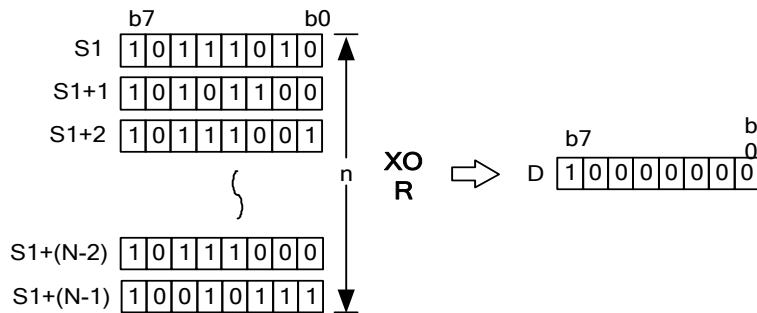 b7 b0
S1 1 0 1 1 1 0 1 0
S1+1 1 0 1 0 1 1 0 0
S1+2 1 0 1 1 1 0 0 1
b7 b
0
n XO
R D 1 0 0 0 0 0 0 0
S1+(N-2) 1 0 1 1 1 0 0 0
S1+(N-1) 1 0 0 1 0 1 1 1